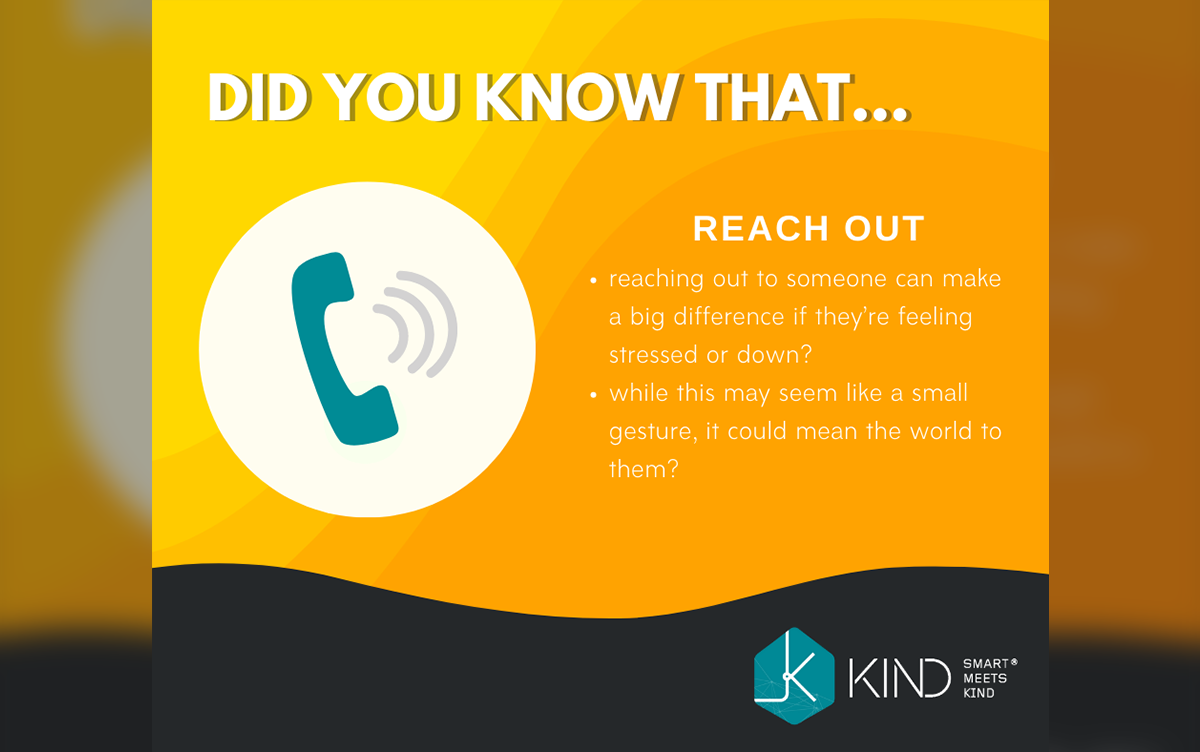 DID YOU KNOW THAT...
REACH OUT
• reaching out to someone can make
a big difference if they're feeling
stressed or down?
• while this may seem like a small
gesture, it could mean the world to
them?
K
KIND
SMART®
MEETS
KIND